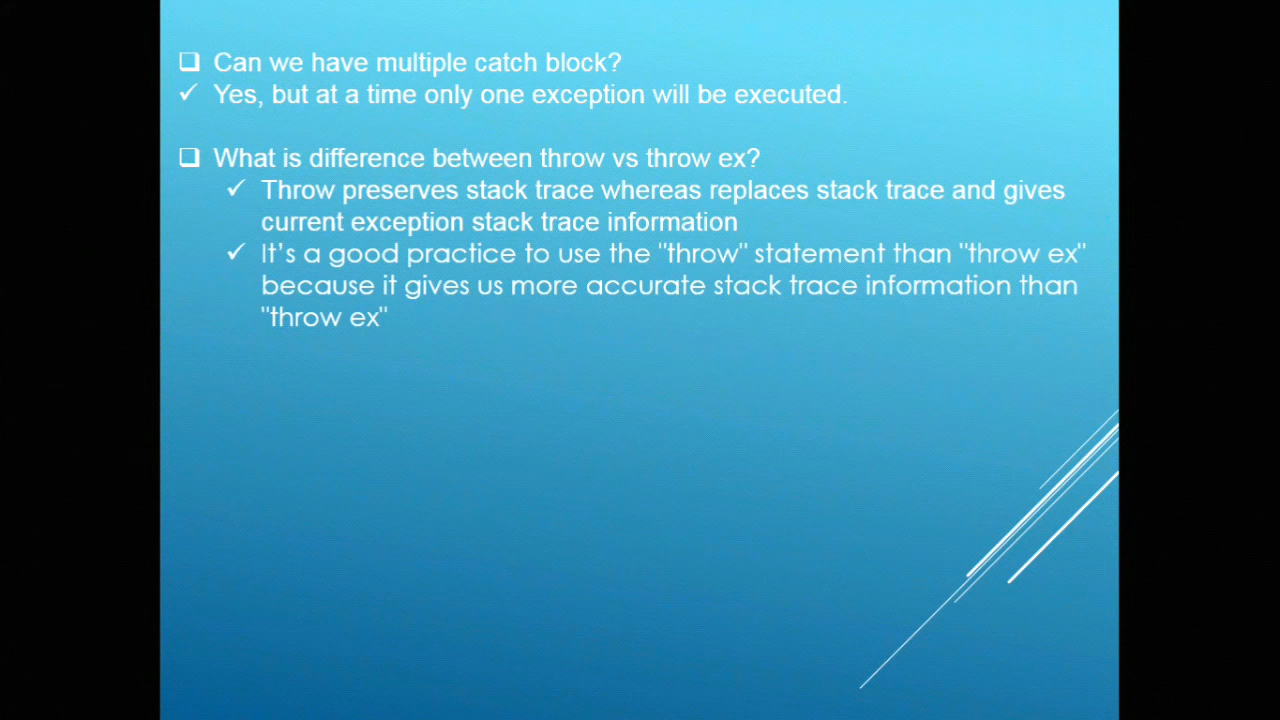 Can we have multiple catch block?
Yes, but at a time only one exception will be executed.
What is difference between throw vs throw ex?
Throw preserves stack trace whereas replaces stack trace and gives
current exception stack trace information
It’s a good practice to use the "throw" statement than "throw ex"
because it gives us more accurate stack trace information than
"throw ex"